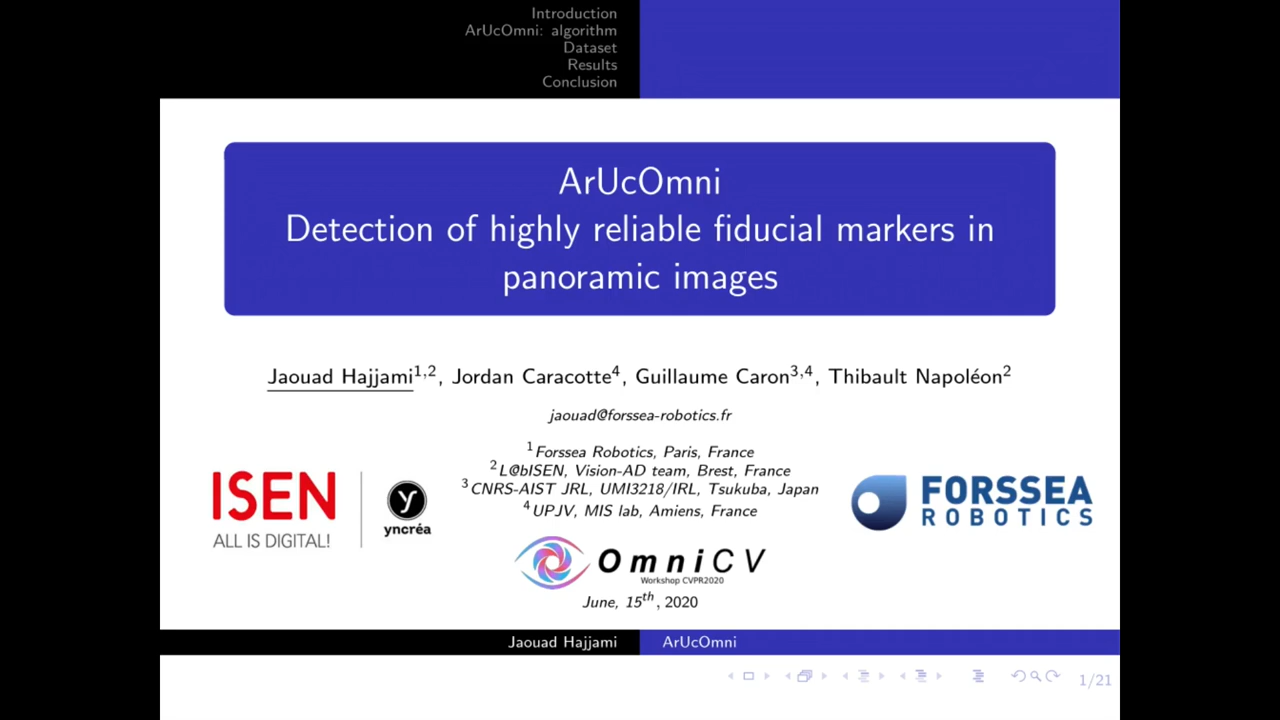 Introduction
ArUcOmni: algorithm
Dataset
Results
Conclusion
ArUcOmni
Detection of highly reliable fiducial markers in
panoramic images
Jaouad Hajjami1,2, Jordan Caracotte4, Guillaume Caron3,4, Thibault Napoléon2
jaouad@forssea-robotics.fr
1Forssea Robotics, Paris, France
2L@bISEN, Vision-AD team, Brest, France
3CNRS-AIST JRL, UMI3218/IRL, Tsukuba, Japan
4UPJV, MIS lab, Amiens, France
ISEN
ALL IS DIGITAL!
y
yncréa
FORSSEA
ROBOTICS
OmniCV
Workshop CVPR2020
June, 15th, 2020
Jaouad Hajjami ArUcOmni
1/21